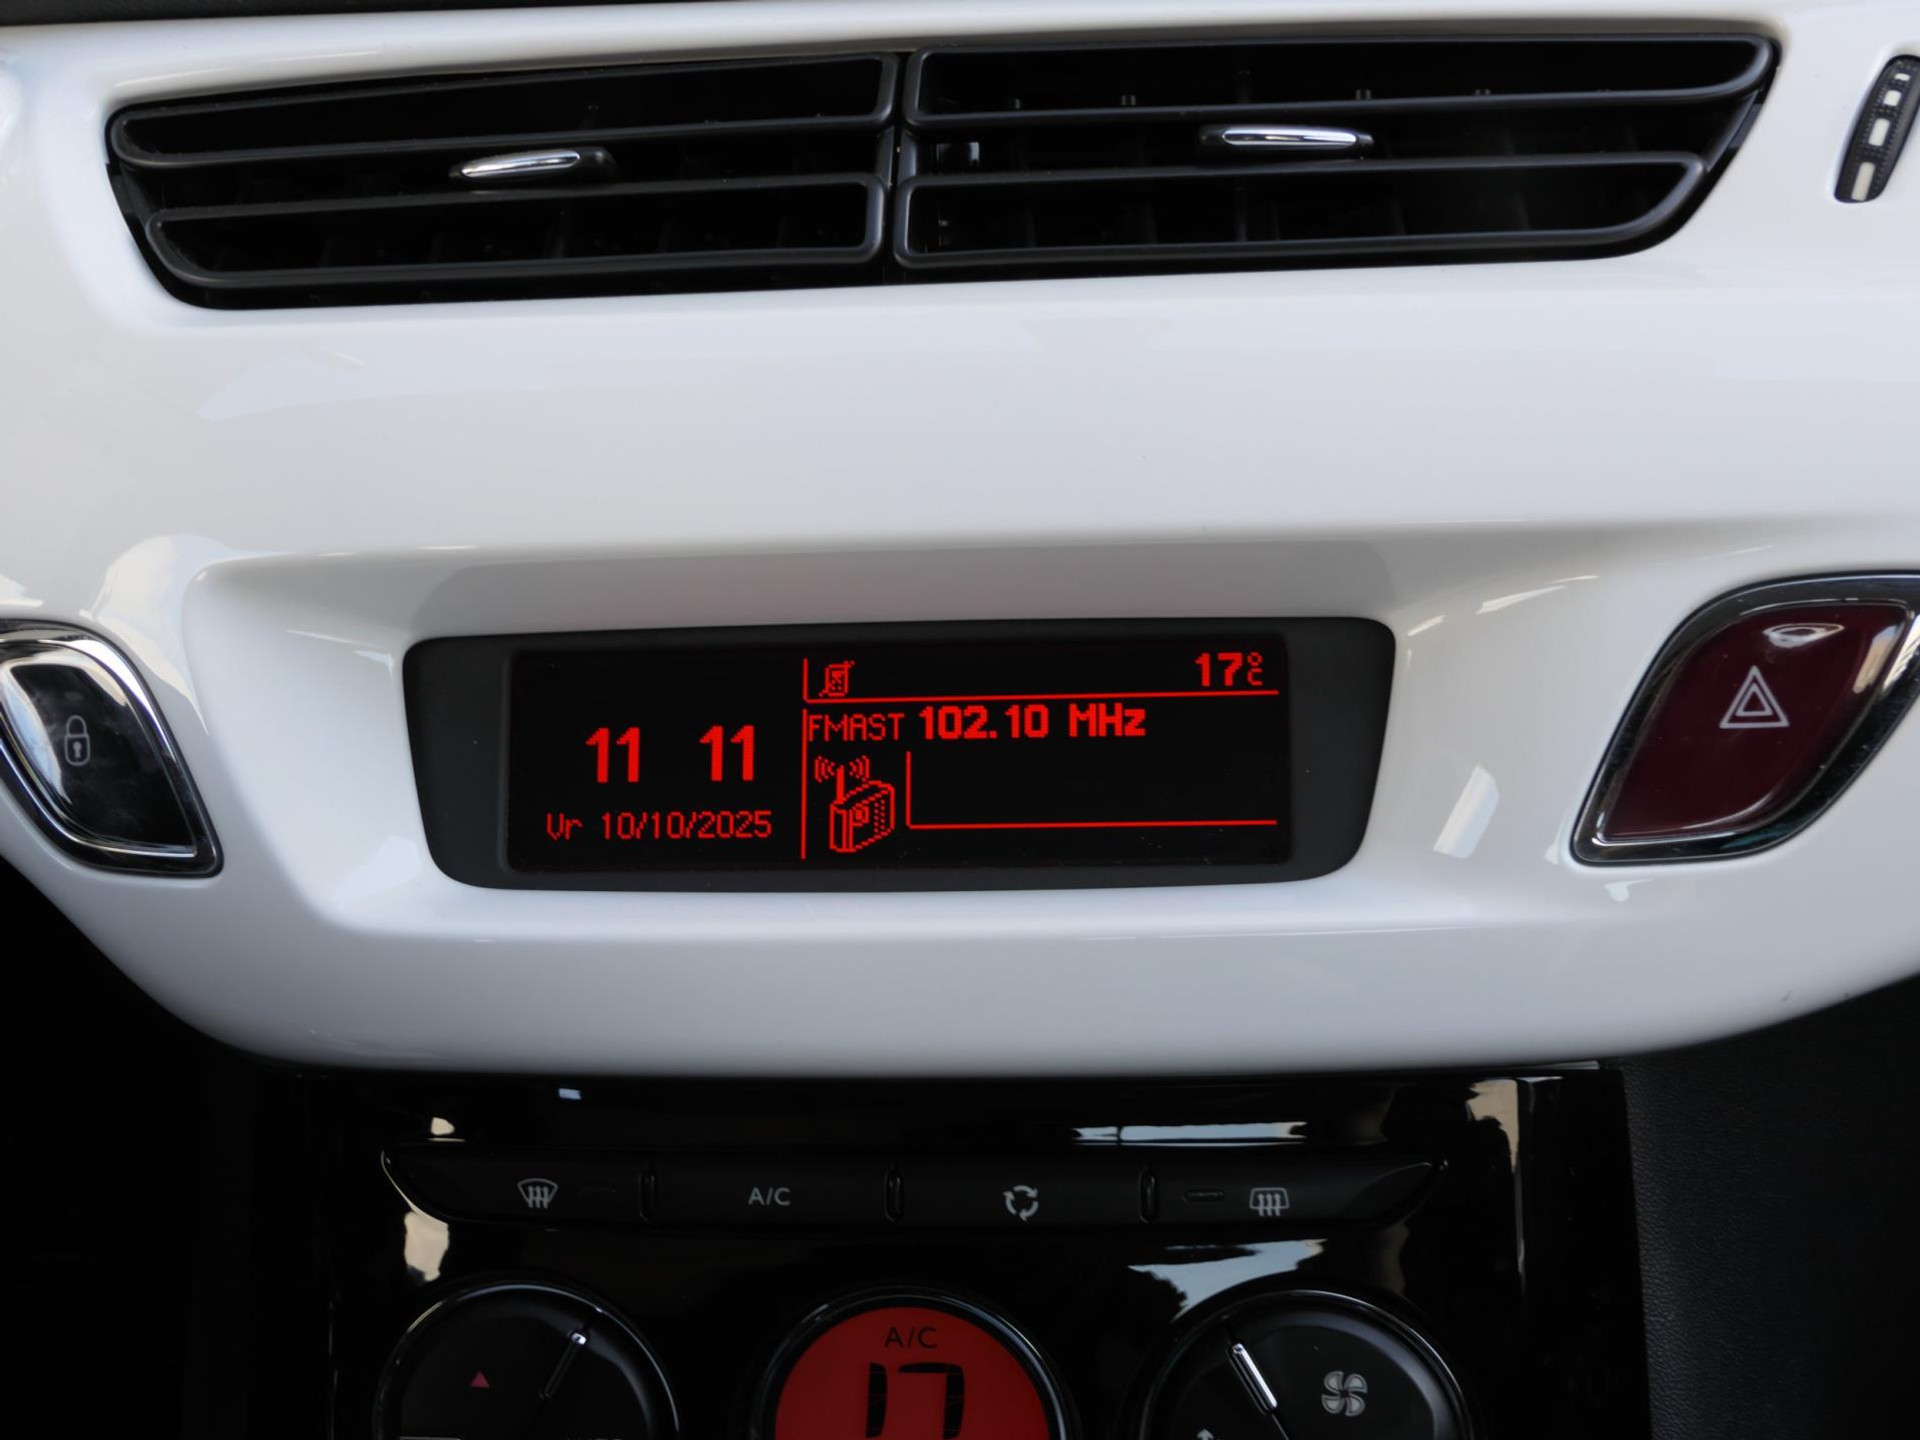 17°C
FMAST 102.10 MHz
11 11
Vr 10/10/2025
A/C
A/C
17